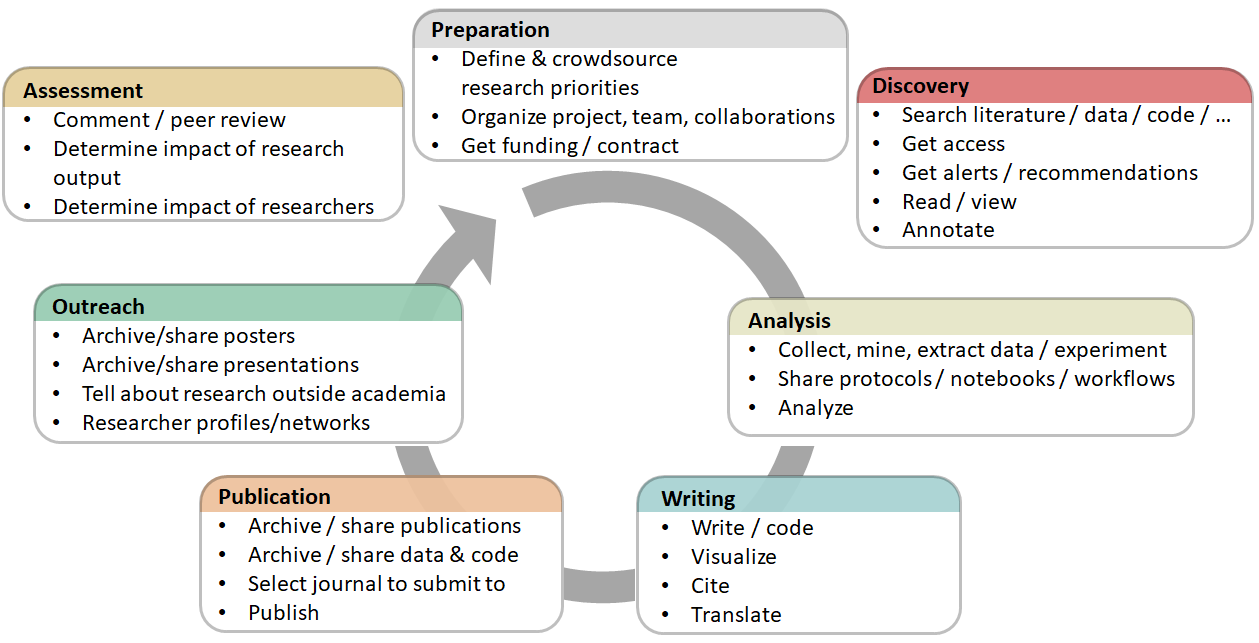 Preparation
• Define & crowdsource
research priorities
• Organize project, team, collaborations
• Get funding / contract
Discovery
• Search literature / data / code / ...
• Get access
• Get alerts / recommendations
• Read / view
• Annotate
Analysis
• Collect, mine, extract data / experiment
• Share protocols / notebooks / workflows
• Analyze
Writing
• Write / code
• Visualize
• Cite
• Translate
Publication
• Archive / share publications
• Archive / share data & code
• Select journal to submit to
• Publish
Outreach
• Archive/share posters
• Archive/share presentations
• Tell about research outside academia
• Researcher profiles/networks
Assessment
• Comment / peer review
• Determine impact of research
output
• Determine impact of researchers